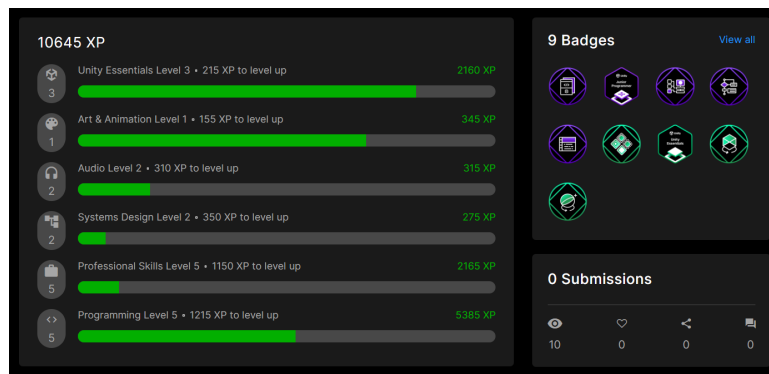 10645 XP
Unity Essentials Level 3 • 215 XP to level up
2160 XP
3
Art & Animation Level 1 • 155 XP to level up
345 XP
1
Audio Level 2 • 310 XP to level up
315 XP
2
Systems Design Level 2 • 350 XP to level up
275 XP
2
Professional Skills Level 5 • 1150 XP to level up
2165 XP
5
Programming Level 5 • 1215 XP to level up
5385 XP
5
9 Badges
View all
Junior
Programmer
Unity
Essentials
0 Submissions
10
0
0
0